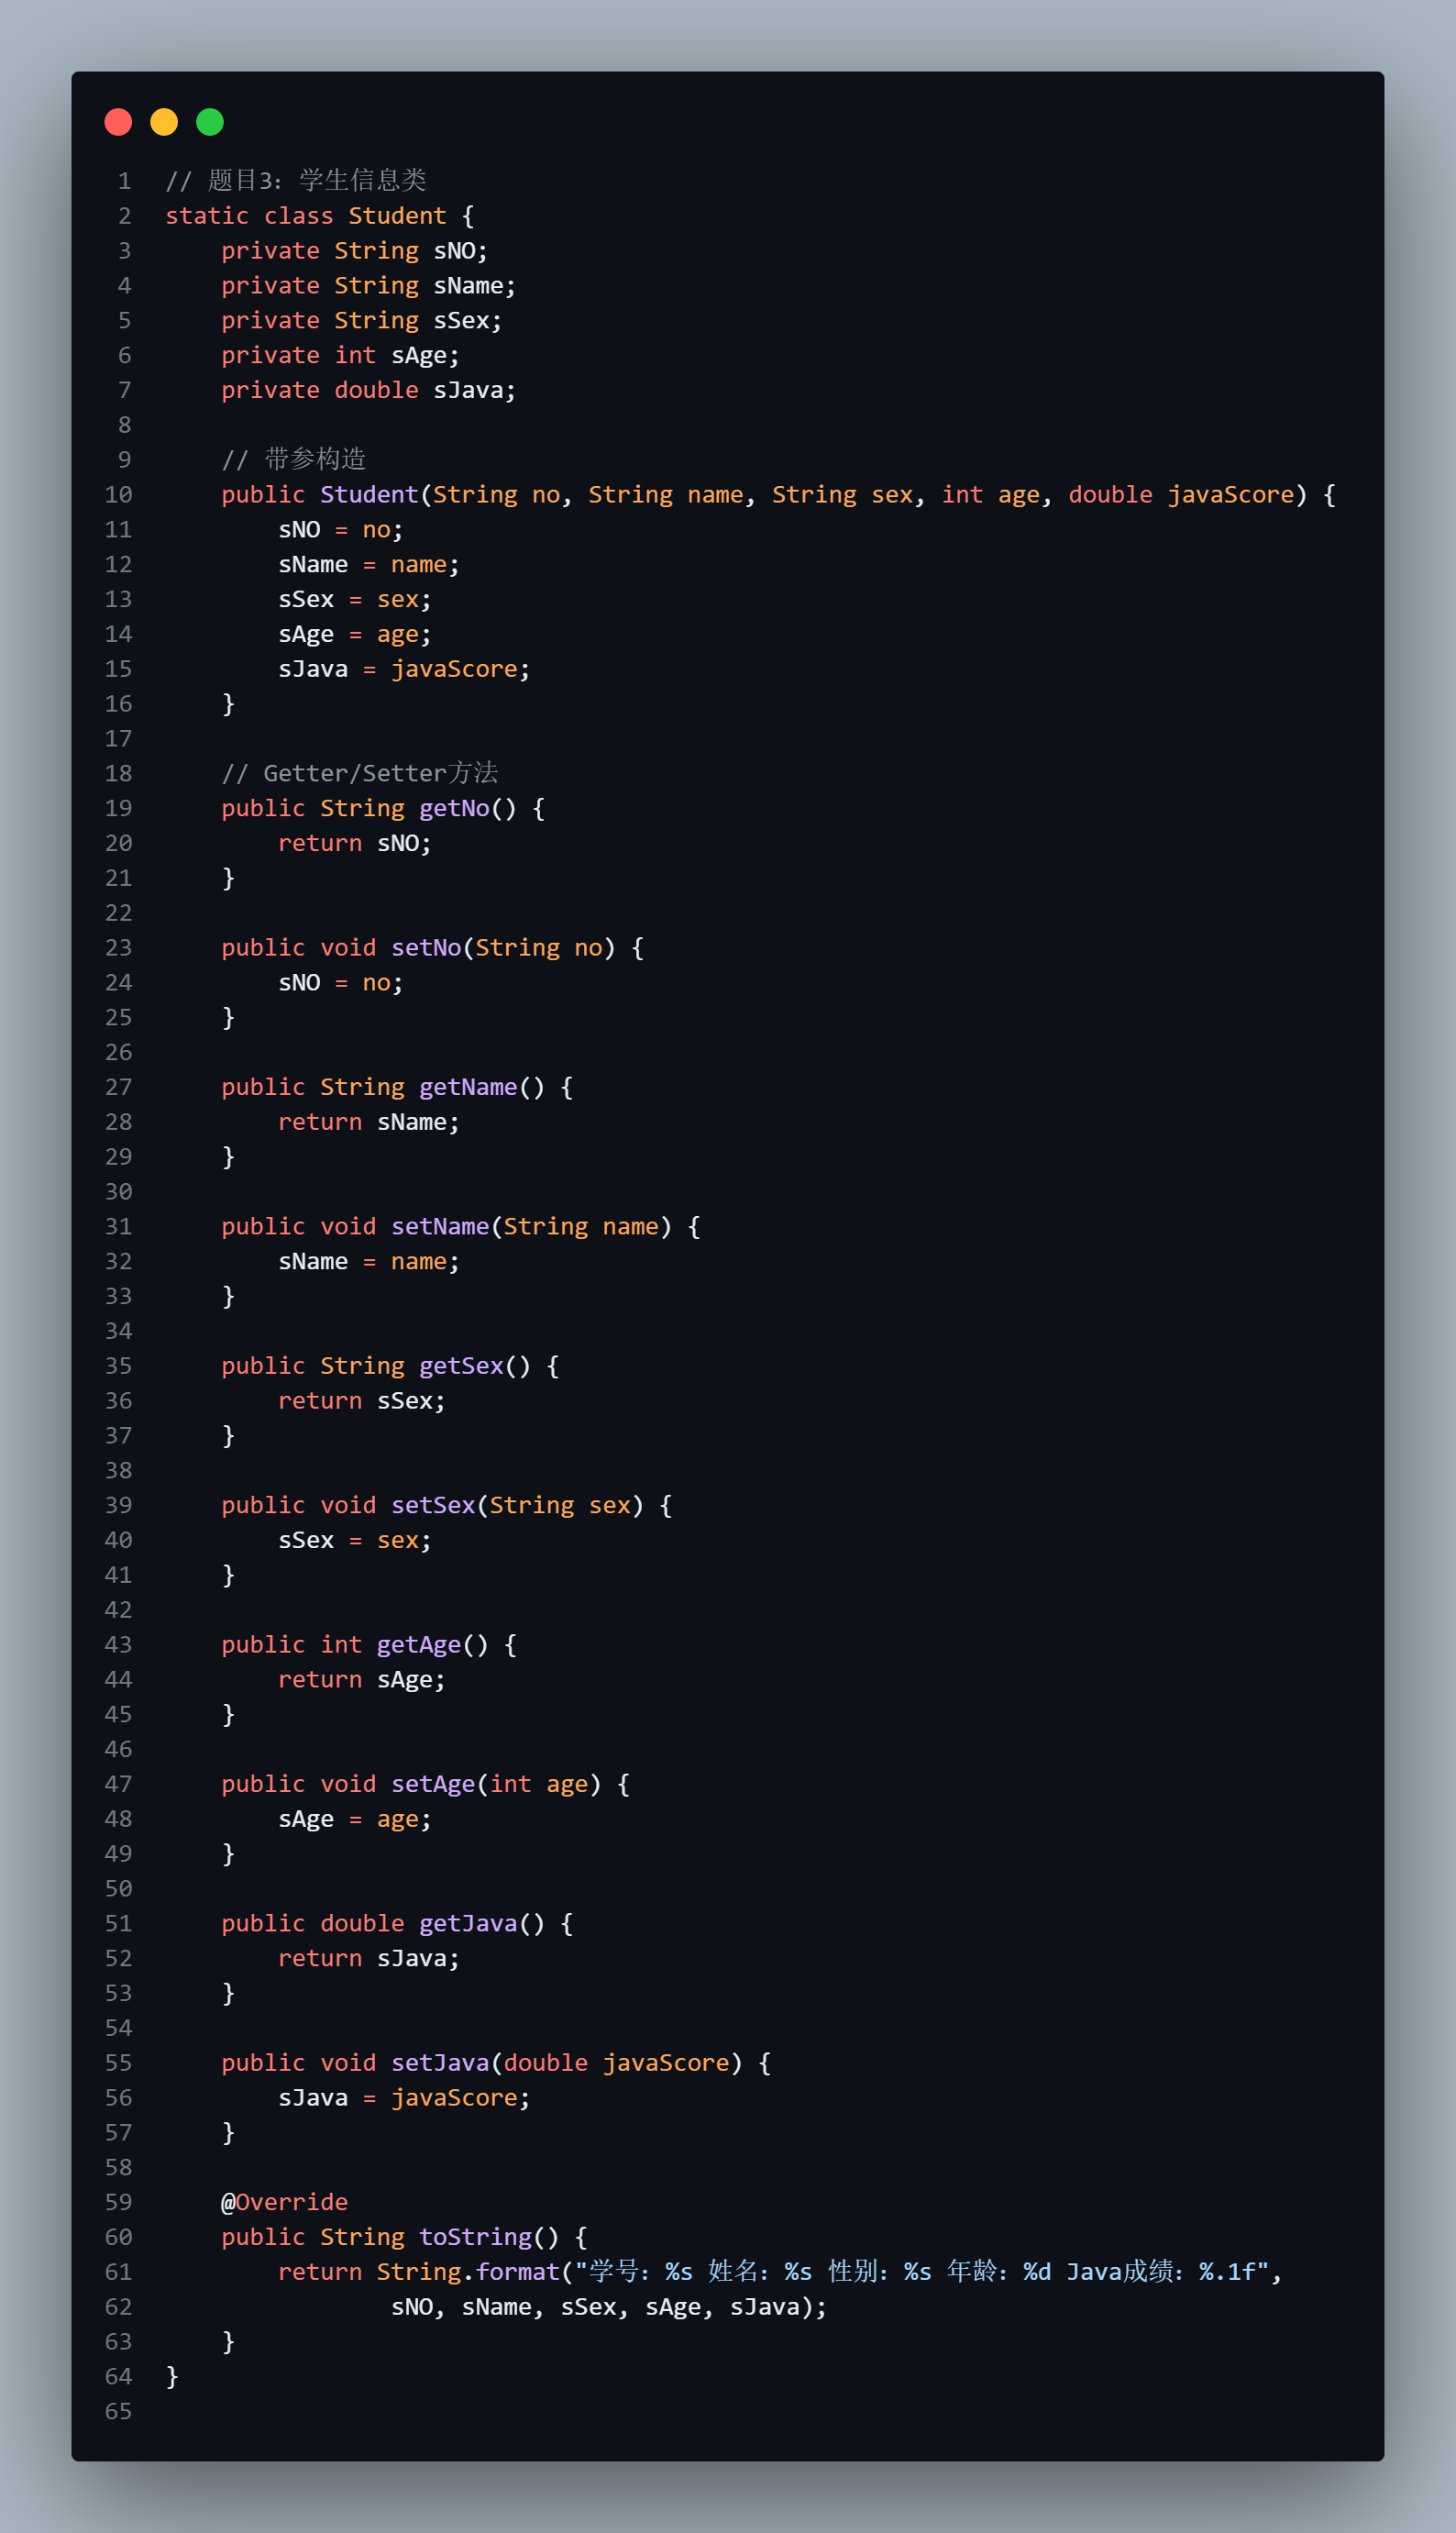 1 // 题目3：学生信息类
2 static class Student {
3     private String sNO;
4     private String sName;
5     private String sSex;
6     private int sAge;
7     private double sJava;
8
9     // 带参构造
10     public Student(String no, String name, String sex, int age, double javaScore) {
11         sNO = no;
12         sName = name;
13         sSex = sex;
14         sAge = age;
15         sJava = javaScore;
16     }
17
18     // Getter/Setter方法
19     public String getNo() {
20         return sNO;
21     }
22
23     public void setNo(String no) {
24         sNO = no;
25     }
26
27     public String getName() {
28         return sName;
29     }
30
31     public void setName(String name) {
32         sName = name;
33     }
34
35     public String getSex() {
36         return sSex;
37     }
38
39     public void setSex(String sex) {
40         sSex = sex;
41     }
42
43     public int getAge() {
44         return sAge;
45     }
46
47     public void setAge(int age) {
48         sAge = age;
49     }
50
51     public double getJava() {
52         return sJava;
53     }
54
55     public void setJava(double javaScore) {
56         sJava = javaScore;
57     }
58
59     @Override
60     public String toString() {
61         return String.format("学号：%s 姓名：%s 性别：%s 年龄：%d Java成绩：%.1f",
62                 sNO, sName, sSex, sAge, sJava);
63     }
64 }
65